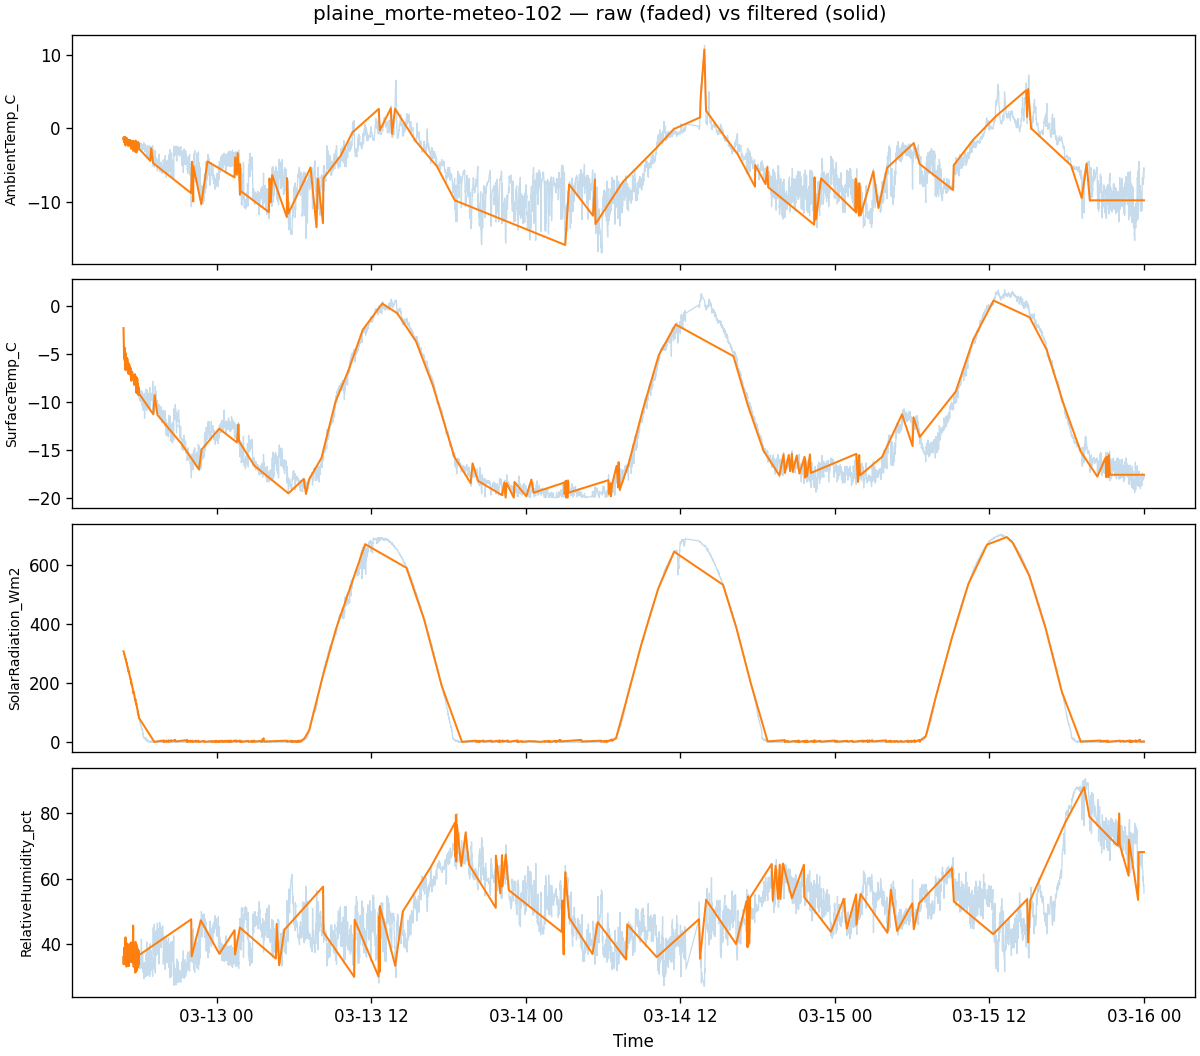 plaine_morte-meteo-102 — raw (faded) vs filtered (solid)
AmbientTemp_C
10
0
−10
SurfaceTemp_C
0
−5
−10
−15
−20
SolarRadiation_Wm2
600
400
200
0
RelativeHumidity_pct
80
60
40
03-13 00 03-13 12 03-14 00 03-14 12 03-15 00 03-15 12 03-16 00
Time